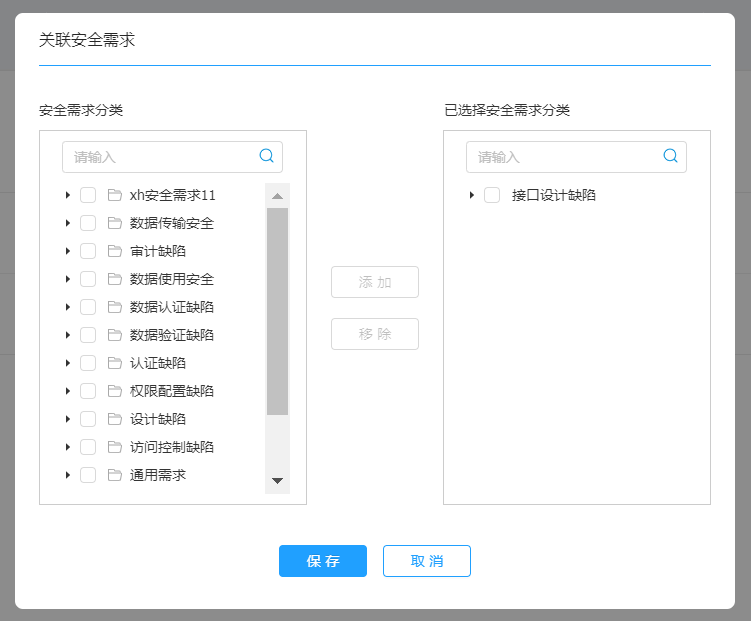 关联安全需求
安全需求分类
请输入
xh安全需求11
数据传输安全
审计缺陷
数据使用安全
数据认证缺陷
数据验证缺陷
认证缺陷
权限配置缺陷
设计缺陷
访问控制缺陷
通用需求
添 加
移 除
已选择安全需求分类
请输入
接口设计缺陷
保 存
取 消